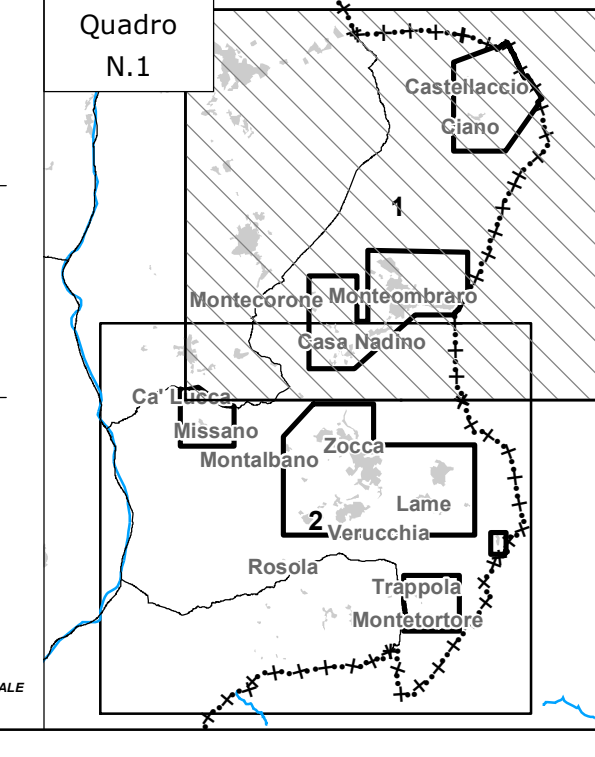 Quadro
N.1
Castellaccio
Ciano
1
Montecorone
Monteombraro
Casa Nadino
Ca' Lucca
Missano
Montalbano
Zocca
Lame
2
Verucchia
Rosola
Trappola
Montetortore
ALE